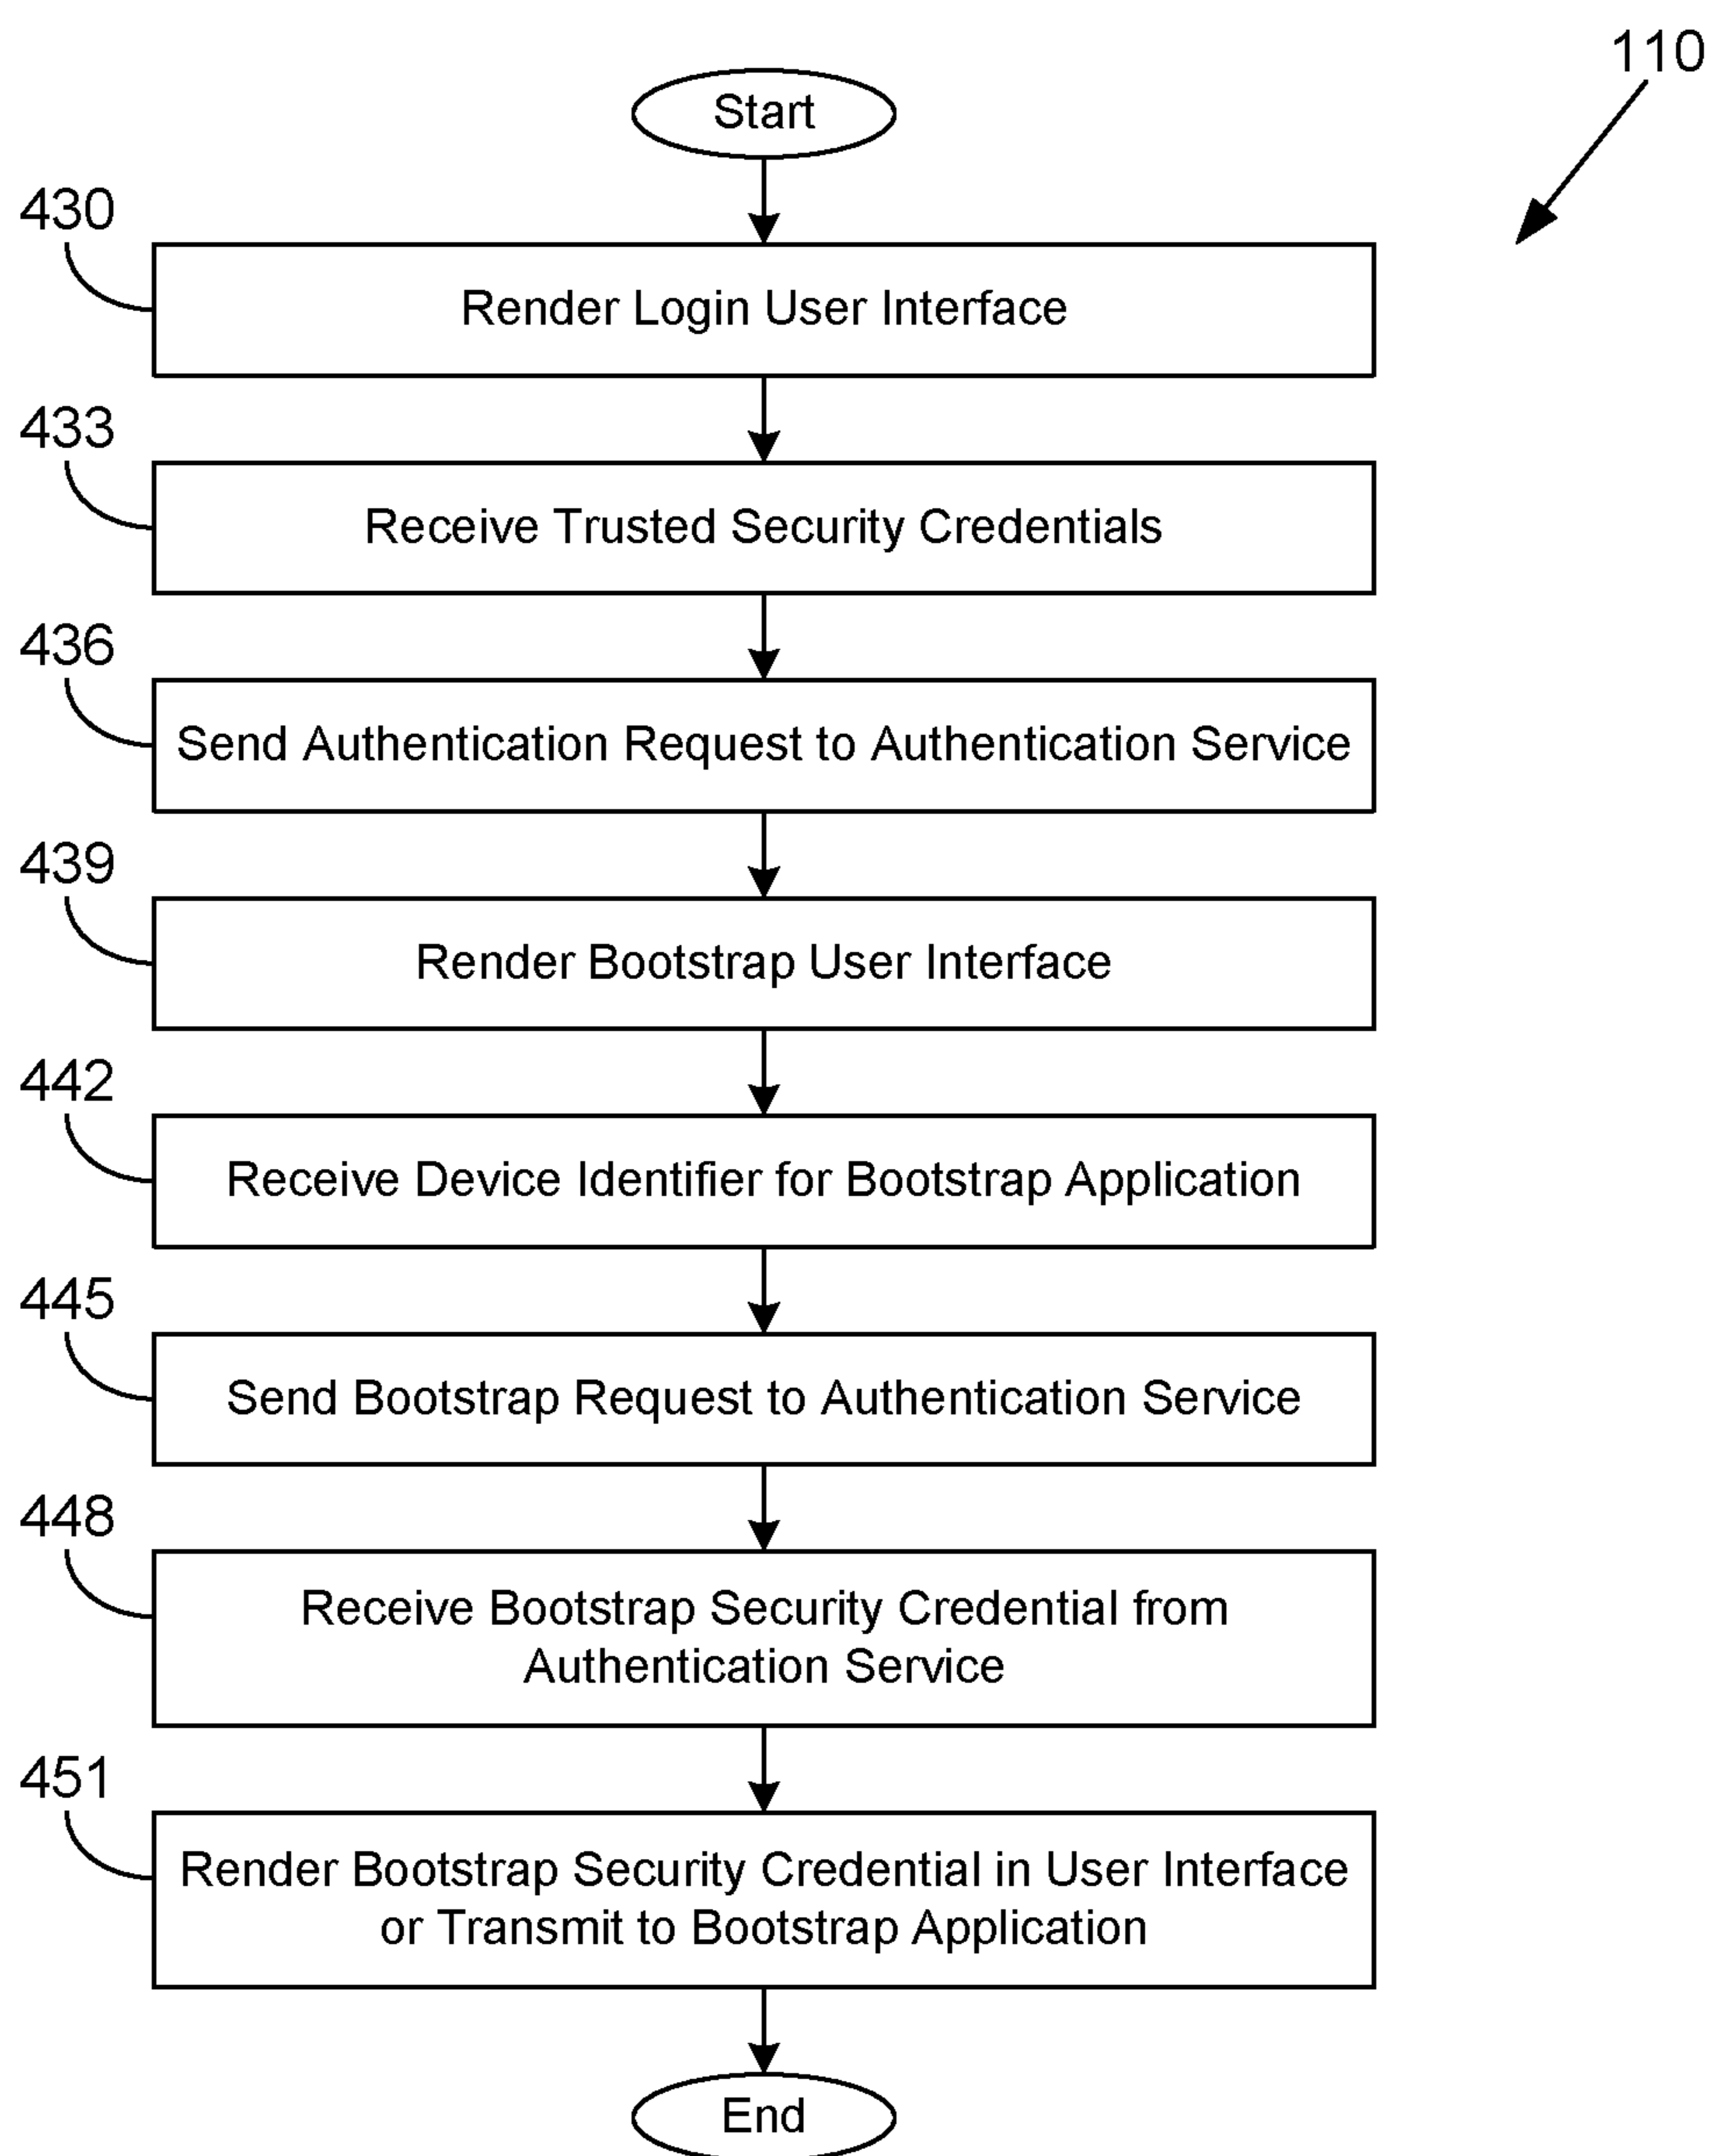 110
Start
430
Render Login User Interface
433
Receive Trusted Security Credentials
436
Send Authentication Request to Authentication Service
439
Render Bootstrap User Interface
442
Receive Device Identifier for Bootstrap Application
445
Send Bootstrap Request to Authentication Service
448
Receive Bootstrap Security Credential from
Authentication Service
451
Render Bootstrap Security Credential in User Interface
or Transmit to Bootstrap Application
End